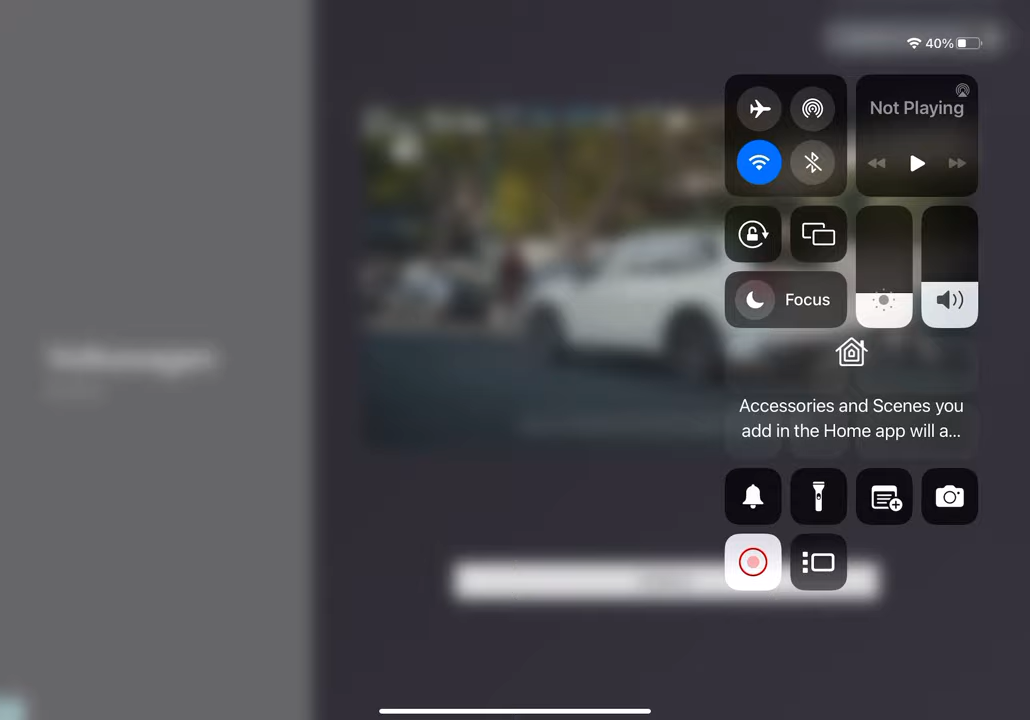 40%
Not Playing
Focus
Accessories and Scenes you
add in the Home app will a...